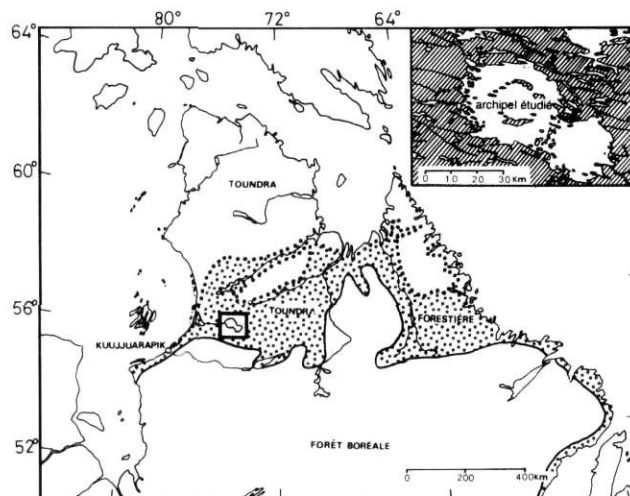 80° 72° 64°
64°
60°
56°
52°
archipel étudié
0 10 20 30 Km
TOUNDRA
TOUNDRA
FORESTIÈRE
KUUJJUARAPIK
FORÊT BORÉALE
0 200 400km